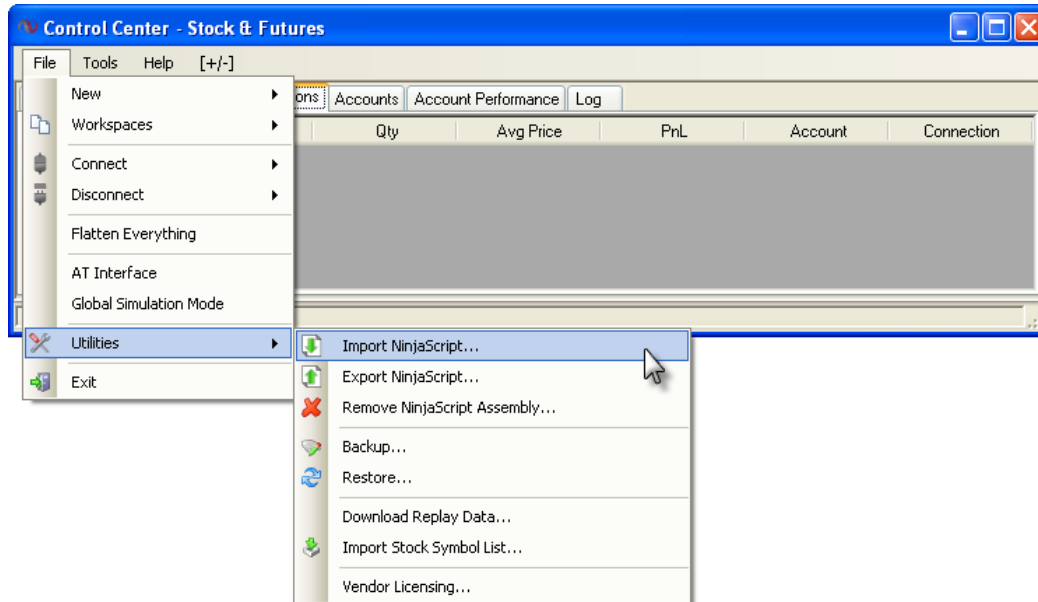 Control Center - Stock & Futures
File Tools Help [+/-]
ons Accounts Account Performance Log
Qty Avg Price PnL Account Connection
New
Workspaces
Connect
Disconnect
Flatten Everything
AT Interface
Global Simulation Mode
Utilities
Exit
Import NinjaScript...
Export NinjaScript...
Remove NinjaScript Assembly...
Backup...
Restore...
Download Replay Data...
Import Stock Symbol List...
Vendor Licensing...